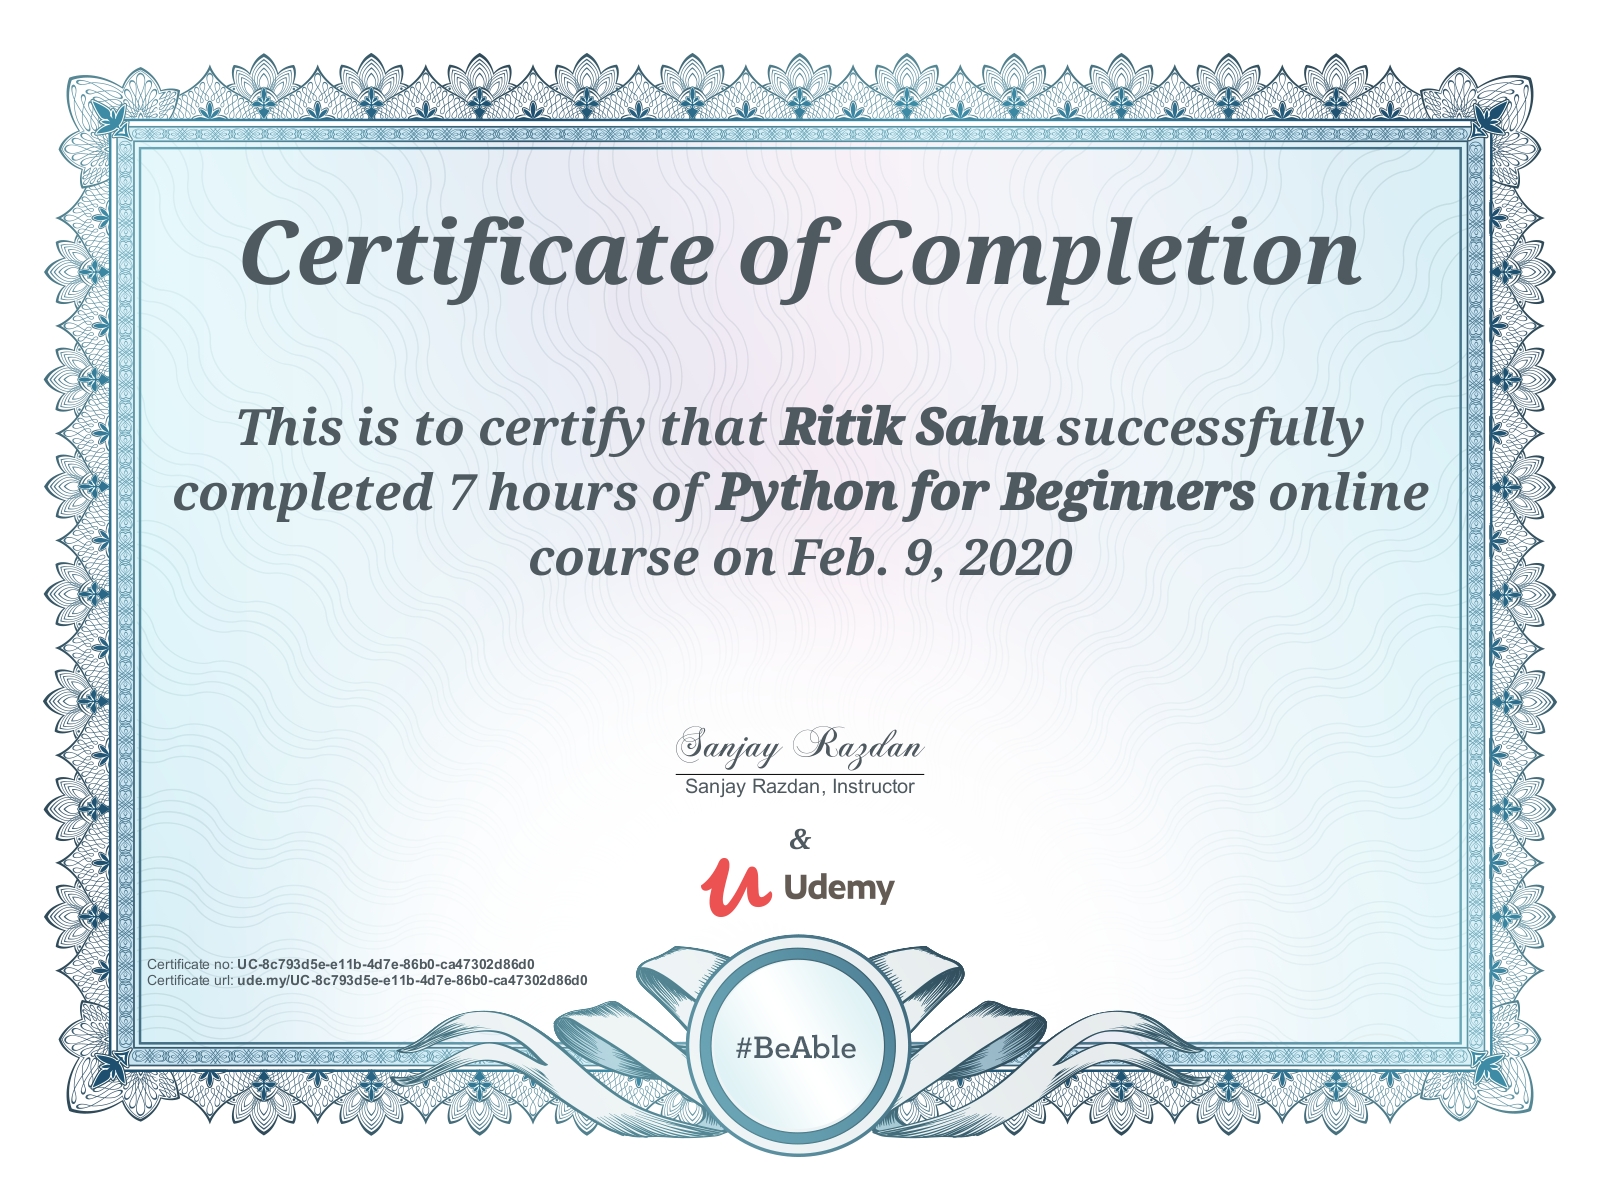 Certificate of Completion
This is to certify that Ritik Sahu successfully
completed 7 hours of Python for Beginners online
course on Feb. 9, 2020
Sanjay Razdan
Sanjay Razdan, Instructor
&
Udemy
Certificate no: UC-8c793d5e-e11b-4d7e-86b0-ca47302d86d0
Certificate url: ude.my/UC-8c793d5e-e11b-4d7e-86b0-ca47302d86d0
#BeAble